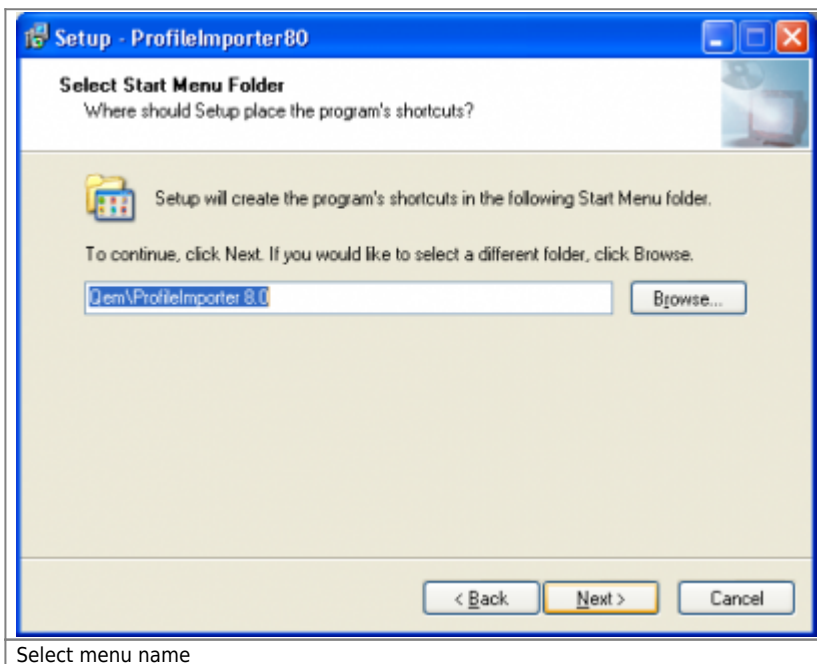 Setup - ProfileImporter80
Select Start Menu Folder
Where should Setup place the program's shortcuts?
Setup will create the program's shortcuts in the following Start Menu folder.
To continue, click Next. If you would like to select a different folder, click Browse.
Qem\ProfileImporter 8.0
Browse...
< Back
Next >
Cancel
Select menu name